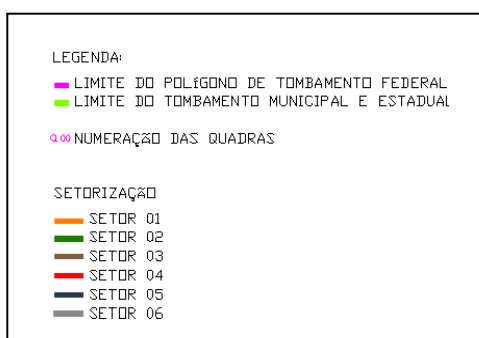 LEGENDA:
LIMITE DO POLÍGONO DE TOMBAMENTO FEDERAL
LIMITE DO TOMBAMENTO MUNICIPAL E ESTADUAL
Q.00 NUMERAÇÃO DAS QUADRAS
SETORIZAÇÃO
SETOR 01
SETOR 02
SETOR 03
SETOR 04
SETOR 05
SETOR 06